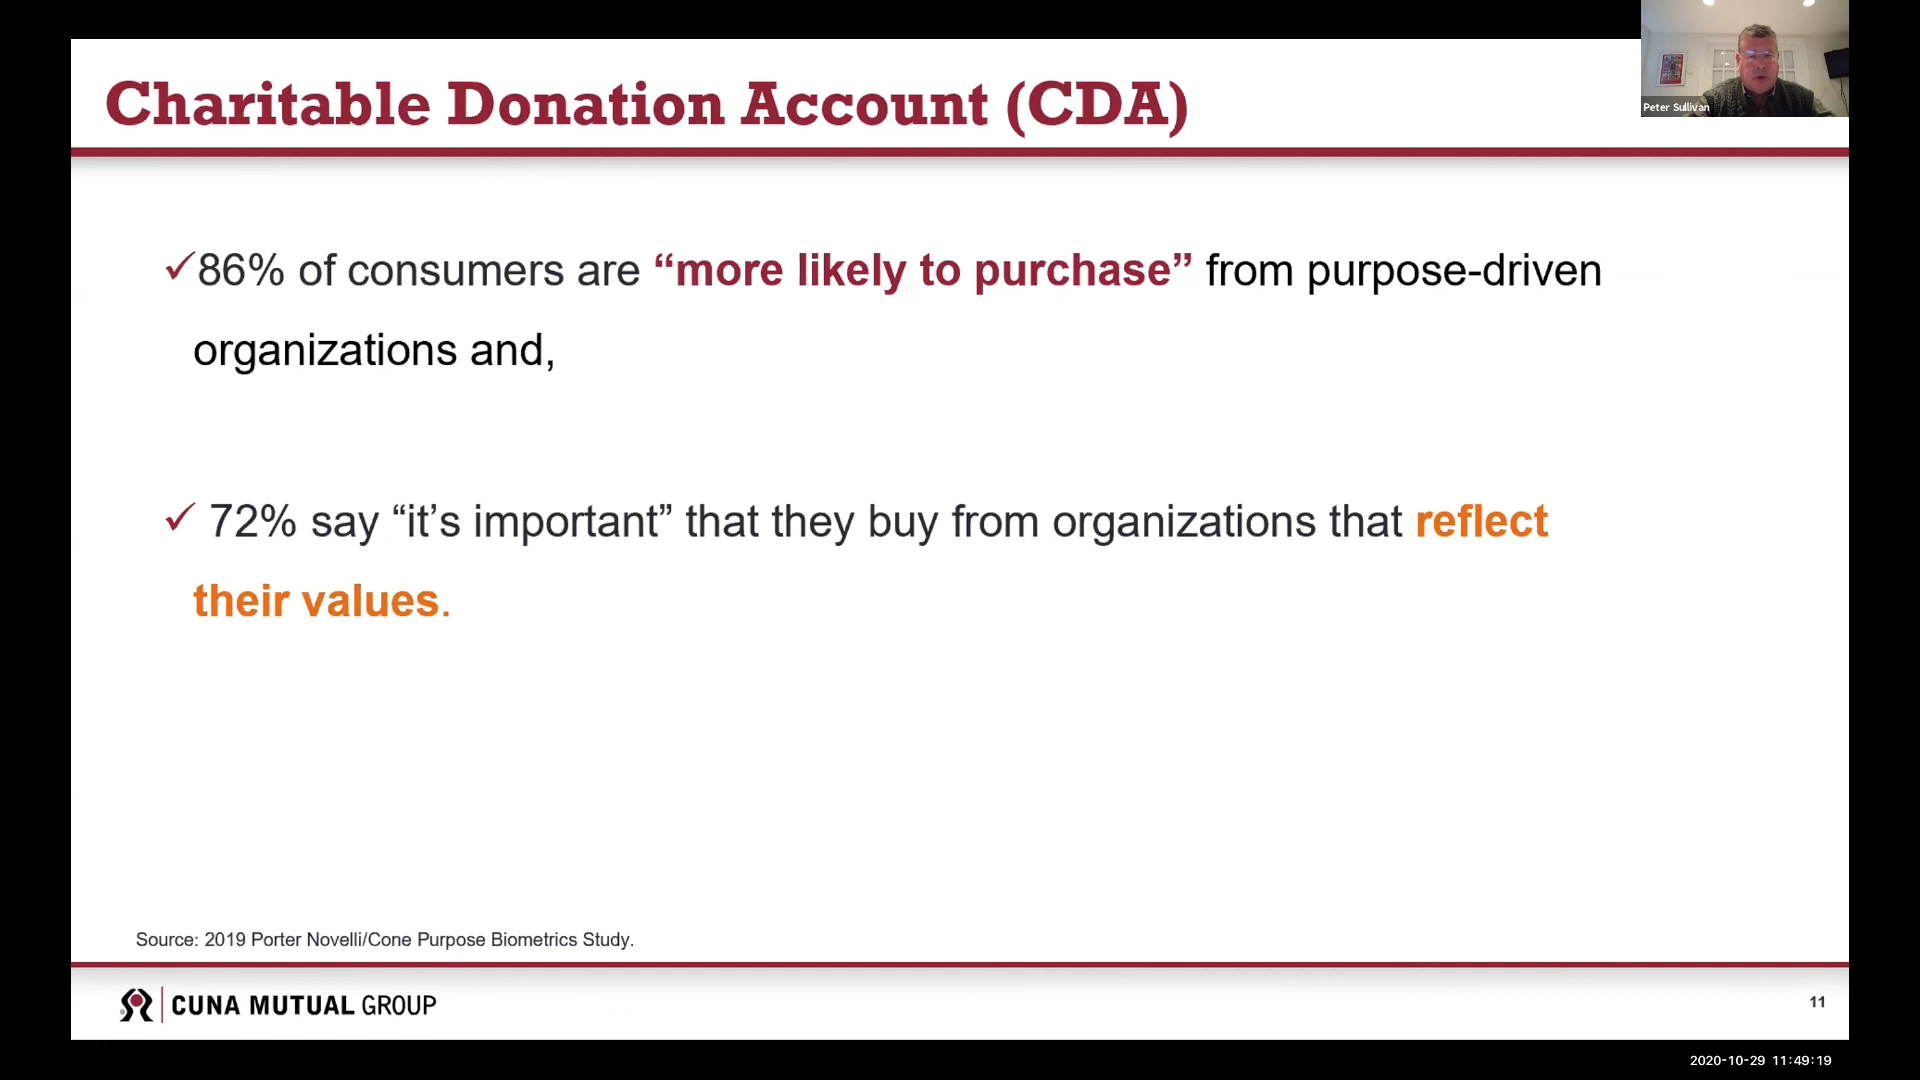 Charitable Donation Account (CDA)
Peter Sullivan
✓86% of consumers are “more likely to purchase” from purpose-driven
organizations and,
✓ 72% say “it’s important” that they buy from organizations that reflect
their values.
Source: 2019 Porter Novelli/Cone Purpose Biometrics Study.
CUNA MUTUAL GROUP
11
2020-10-29 11:49:19